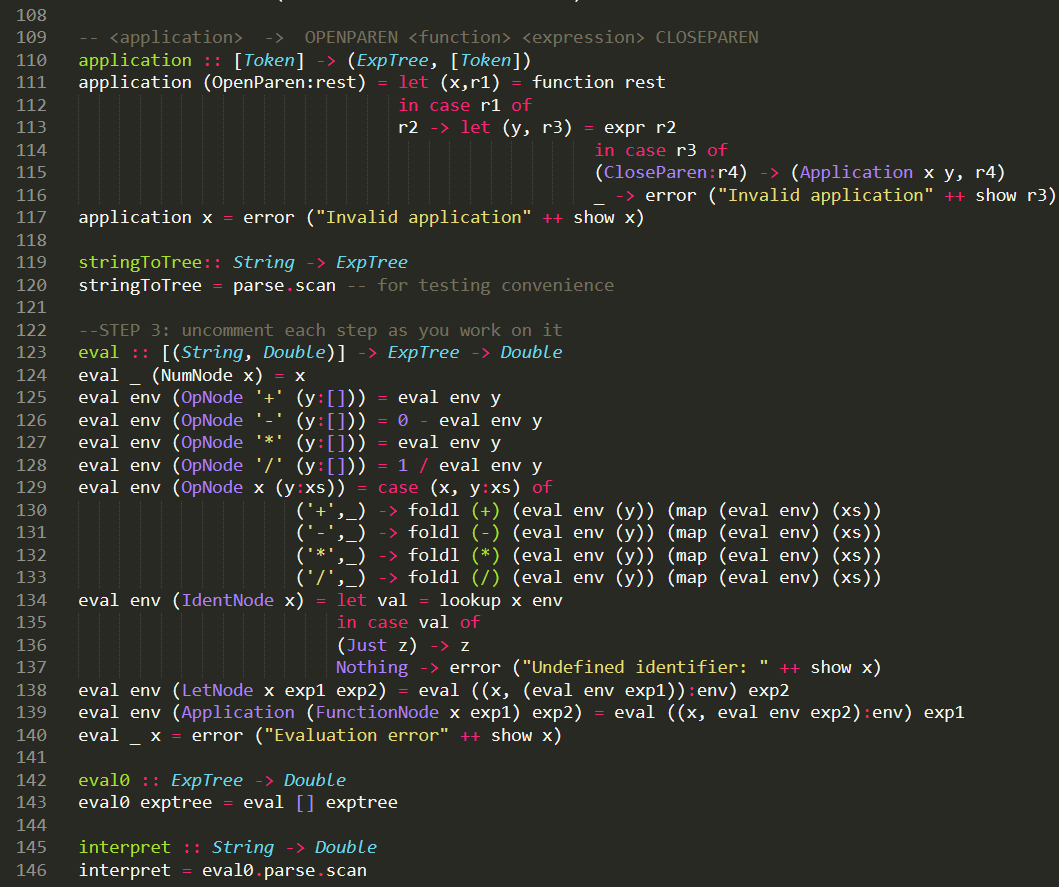 108
109 -- <application>  ->  OPENPAREN <function> <expression> CLOSEPAREN
110 application :: [Token] -> (ExpTree, [Token])
111 application (OpenParen:rest) = let (x,r1) = function rest
112                                in case r1 of
113                                r2 -> let (y, r3) = expr r2
114                                                   in case r3 of
115                                                   (CloseParen:r4) -> (Application x y, r4)
116                                                   _ -> error ("Invalid application" ++ show r3)
117 application x = error ("Invalid application" ++ show x)
118
119 stringToTree:: String -> ExpTree
120 stringToTree = parse.scan -- for testing convenience
121
122 --STEP 3: uncomment each step as you work on it
123 eval :: [(String, Double)] -> ExpTree -> Double
124 eval _ (NumNode x) = x
125 eval env (OpNode '+' (y:[])) = eval env y
126 eval env (OpNode '-' (y:[])) = 0 - eval env y
127 eval env (OpNode '*' (y:[])) = eval env y
128 eval env (OpNode '/' (y:[])) = 1 / eval env y
129 eval env (OpNode x (y:xs)) = case (x, y:xs) of
130                      ('+',_) -> foldl (+) (eval env (y)) (map (eval env) (xs))
131                      ('-',_) -> foldl (-) (eval env (y)) (map (eval env) (xs))
132                      ('*',_) -> foldl (*) (eval env (y)) (map (eval env) (xs))
133                      ('/',_) -> foldl (/) (eval env (y)) (map (eval env) (xs))
134 eval env (IdentNode x) = let val = lookup x env
135                          in case val of
136                          (Just z) -> z
137                          Nothing -> error ("Undefined identifier: " ++ show x)
138 eval env (LetNode x exp1 exp2) = eval ((x, (eval env exp1)):env) exp2
139 eval env (Application (FunctionNode x exp1) exp2) = eval ((x, eval env exp2):env) exp1
140 eval _ x = error ("Evaluation error" ++ show x)
141
142 eval0 :: ExpTree -> Double
143 eval0 exptree = eval [] exptree
144
145 interpret :: String -> Double
146 interpret = eval0.parse.scan